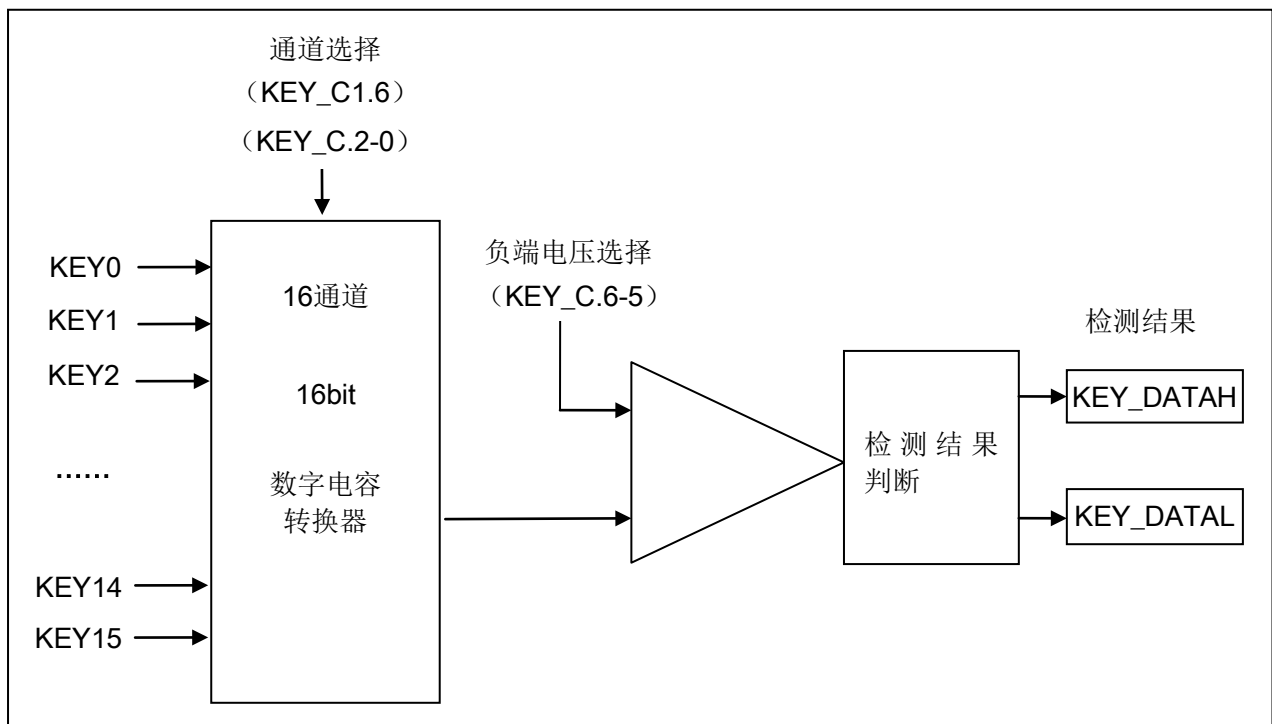 通道选择
（KEY_C1.6）
（KEY_C.2-0）
KEY0
KEY1
KEY2
......
KEY14
KEY15
16通道
16bit
数字电容
转换器
负端电压选择
（KEY_C.6-5）
检测结果
判断
检测结果
KEY_DATAH
KEY_DATAL